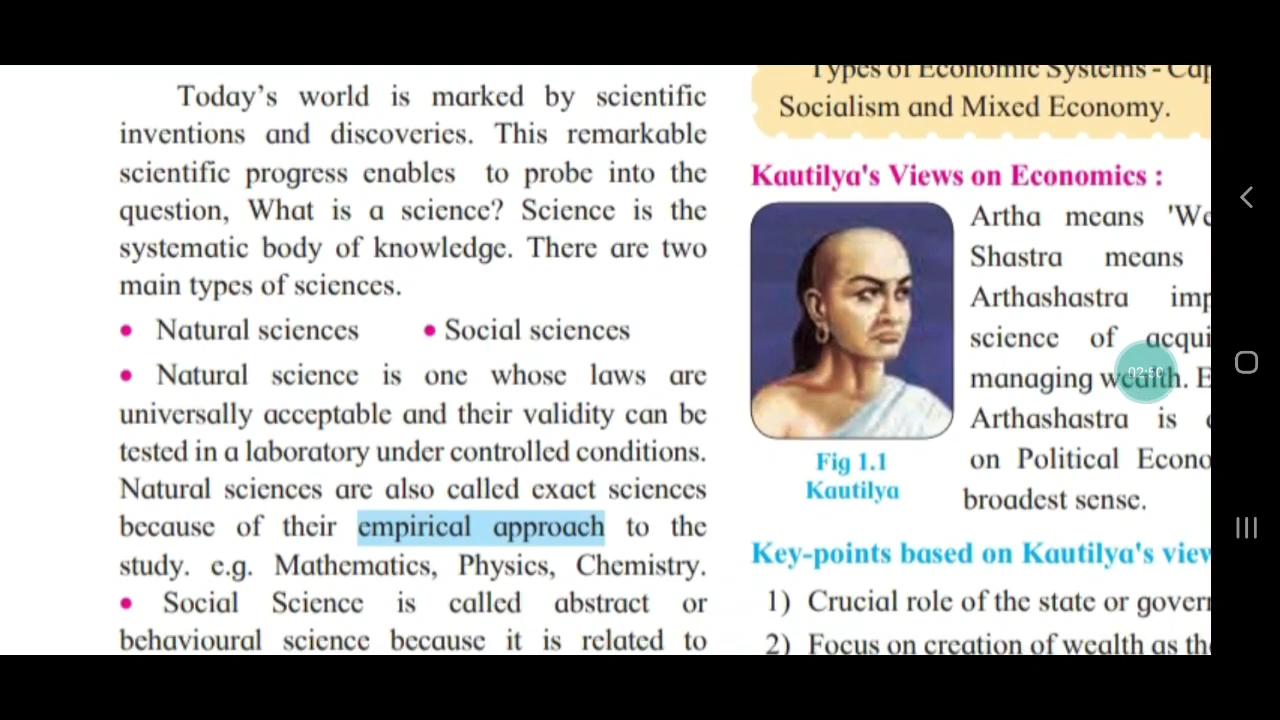 Today's world is marked by scientific
inventions and discoveries. This remarkable
scientific progress enables to probe into the
question, What is a science? Science is the
systematic body of knowledge. There are two
main types of sciences.
• Natural sciences • Social sciences
• Natural science is one whose laws are
universally acceptable and their validity can be
tested in a laboratory under controlled conditions.
Natural sciences are also called exact sciences
because of their empirical approach to the
study. e.g. Mathematics, Physics, Chemistry.
• Social Science is called abstract or
behavioural science because it is related to
Types of Economic Systems -
Socialism and Mixed Economy.
Kautilya's Views on Economics :
Artha means
Shastra means
Arthashastra
science of
managing wealth.
Arthashastra is
on Political
broadest sense.
Fig 1.1
Kautilya
Key-points based on Kautilya's
1) Crucial role of the state or
2) Focus on creation of wealth as
02:50